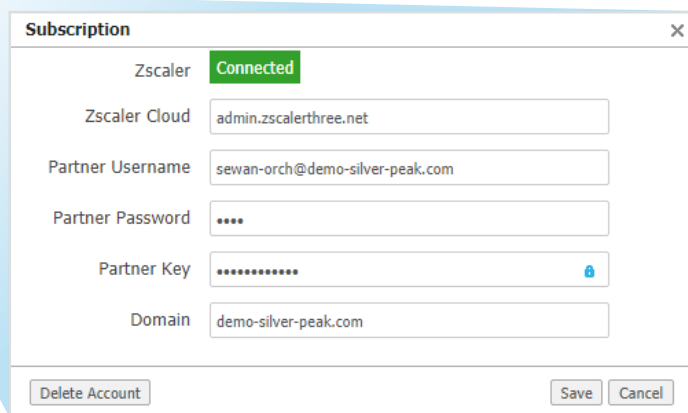 Subscription
Zscaler Connected
Zscaler Cloud admin.zscalerthree.net
Partner Username sewan-orch@demo-silver-peak.com
Partner Password ••••
Partner Key ••••••••••••
Domain demo-silver-peak.com
Delete Account Save Cancel